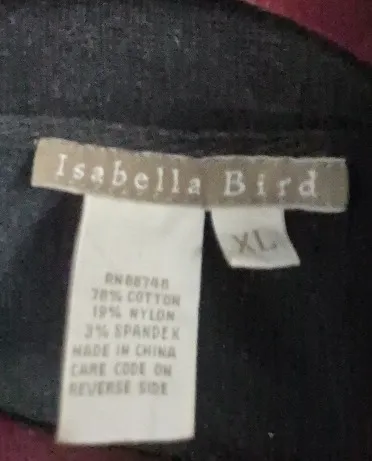 Isabella Bird
XL
RN88748
78% COTTON
19% NYLON
3% SPANDEX
MADE IN CHINA
CARE CODE ON
REVERSE SIDE